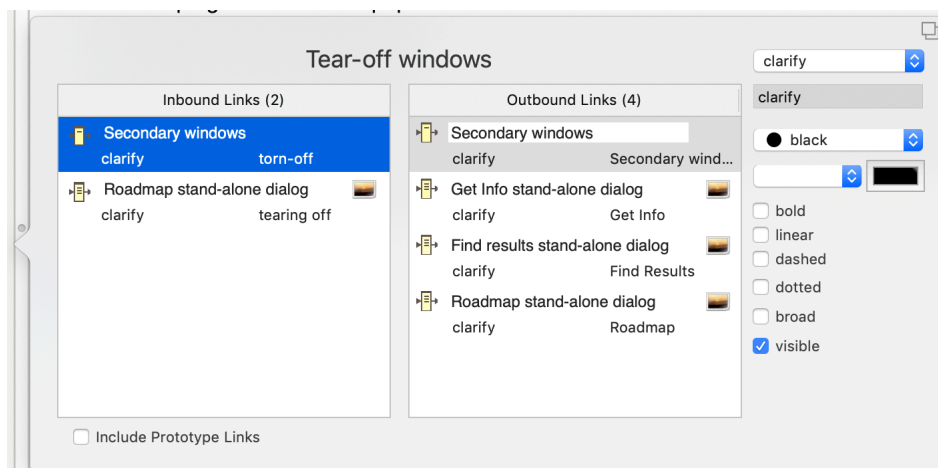 Tear-off windows
Inbound Links (2)
Secondary windows
clarify torn-off
Roadmap stand-alone dialog
clarify tearing off
Include Prototype Links
Outbound Links (4)
Secondary windows
clarify Secondary wind...
Get Info stand-alone dialog
clarify Get Info
Find results stand-alone dialog
clarify Find Results
Roadmap stand-alone dialog
clarify Roadmap
clarify
clarify
black
bold
linear
dashed
dotted
broad
visible